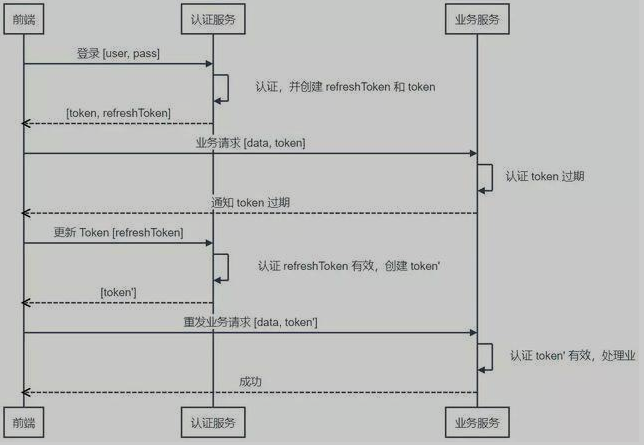 前端
认证服务
业务服务
登录 [user, pass]
认证，并创建 refreshToken 和 token
[token, refreshToken]
业务请求 [data, token]
认证 token 过期
通知 token 过期
更新 Token [refreshToken]
认证 refreshToken 有效，创建 token'
[token']
重发业务请求 [data, token']
认证 token' 有效，处理业
成功
前端
认证服务
业务服务